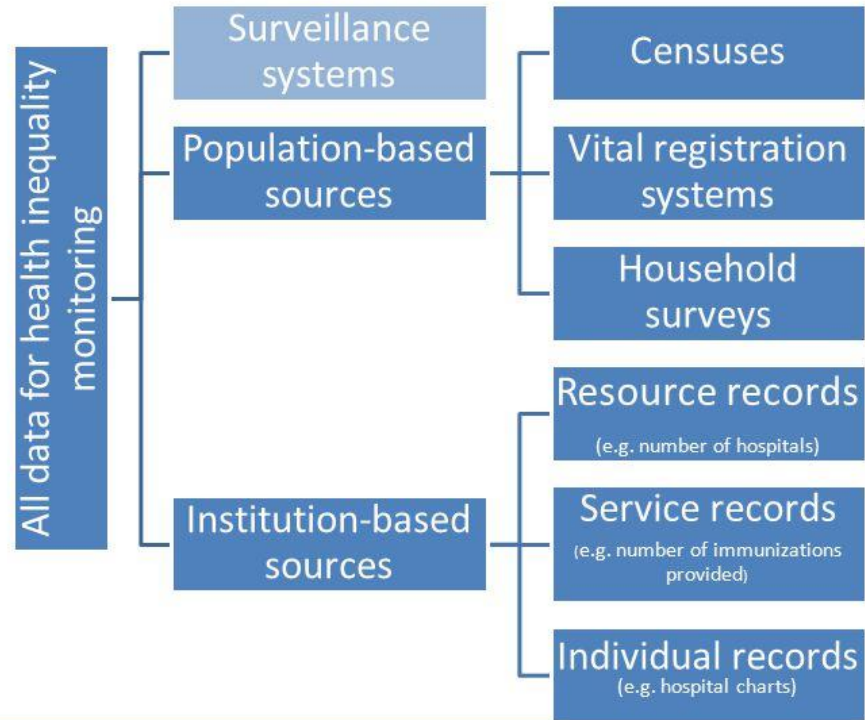 All data for health inequality
monitoring
Surveillance
systems
Population-based
sources
Institution-based
sources
Censuses
Vital registration
systems
Household
surveys
Resource records
(e.g. number of hospitals)
Service records
(e.g. number of immunizations
provided)
Individual records
(e.g. hospital charts)